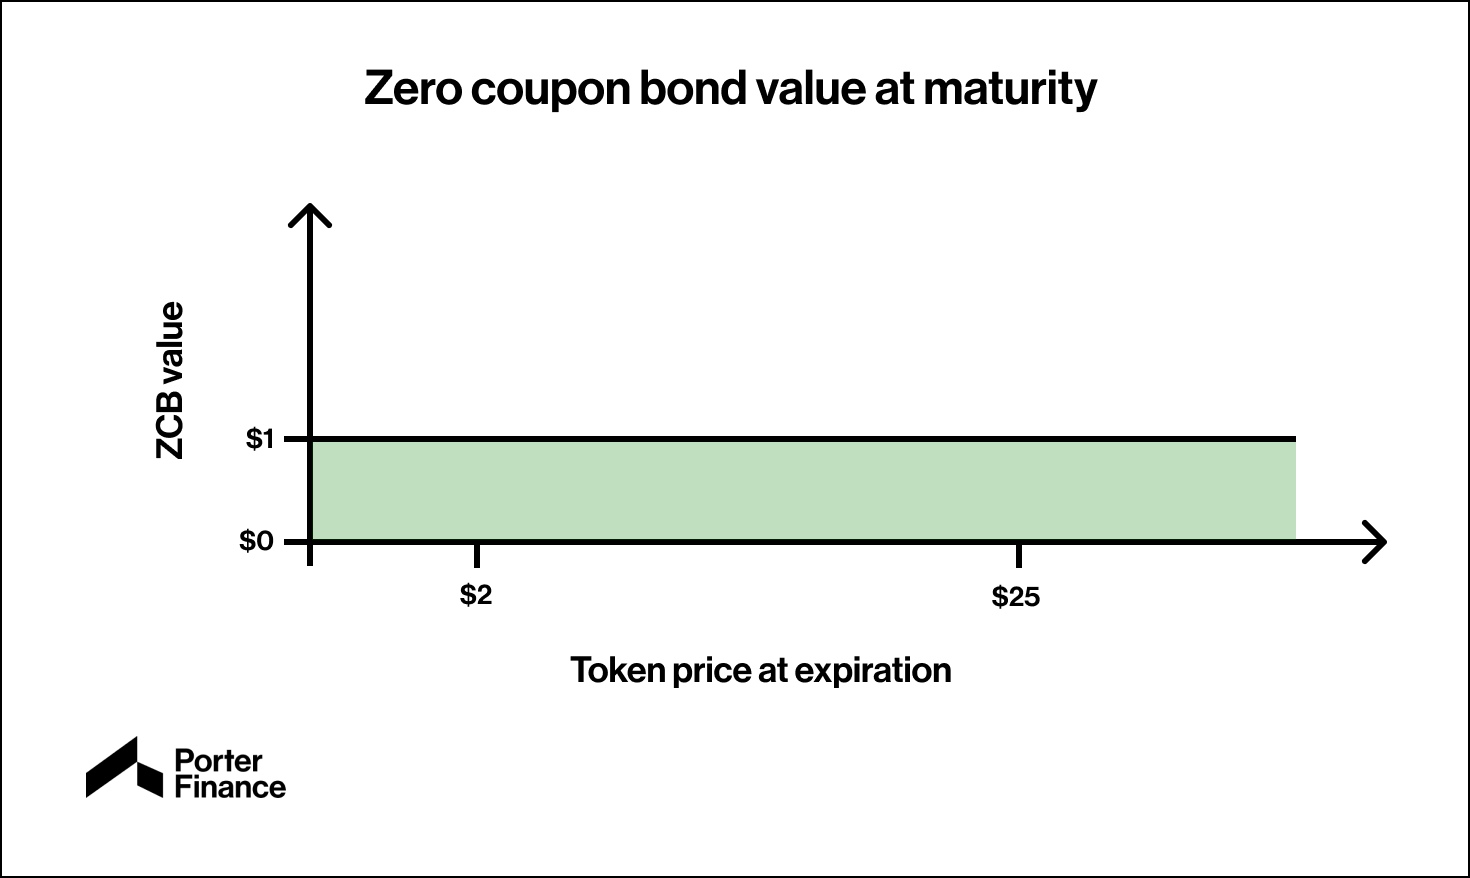 Zero coupon bond value at maturity
ZCB value
$1
$0
$2
$25
Token price at expiration
Porter
Finance